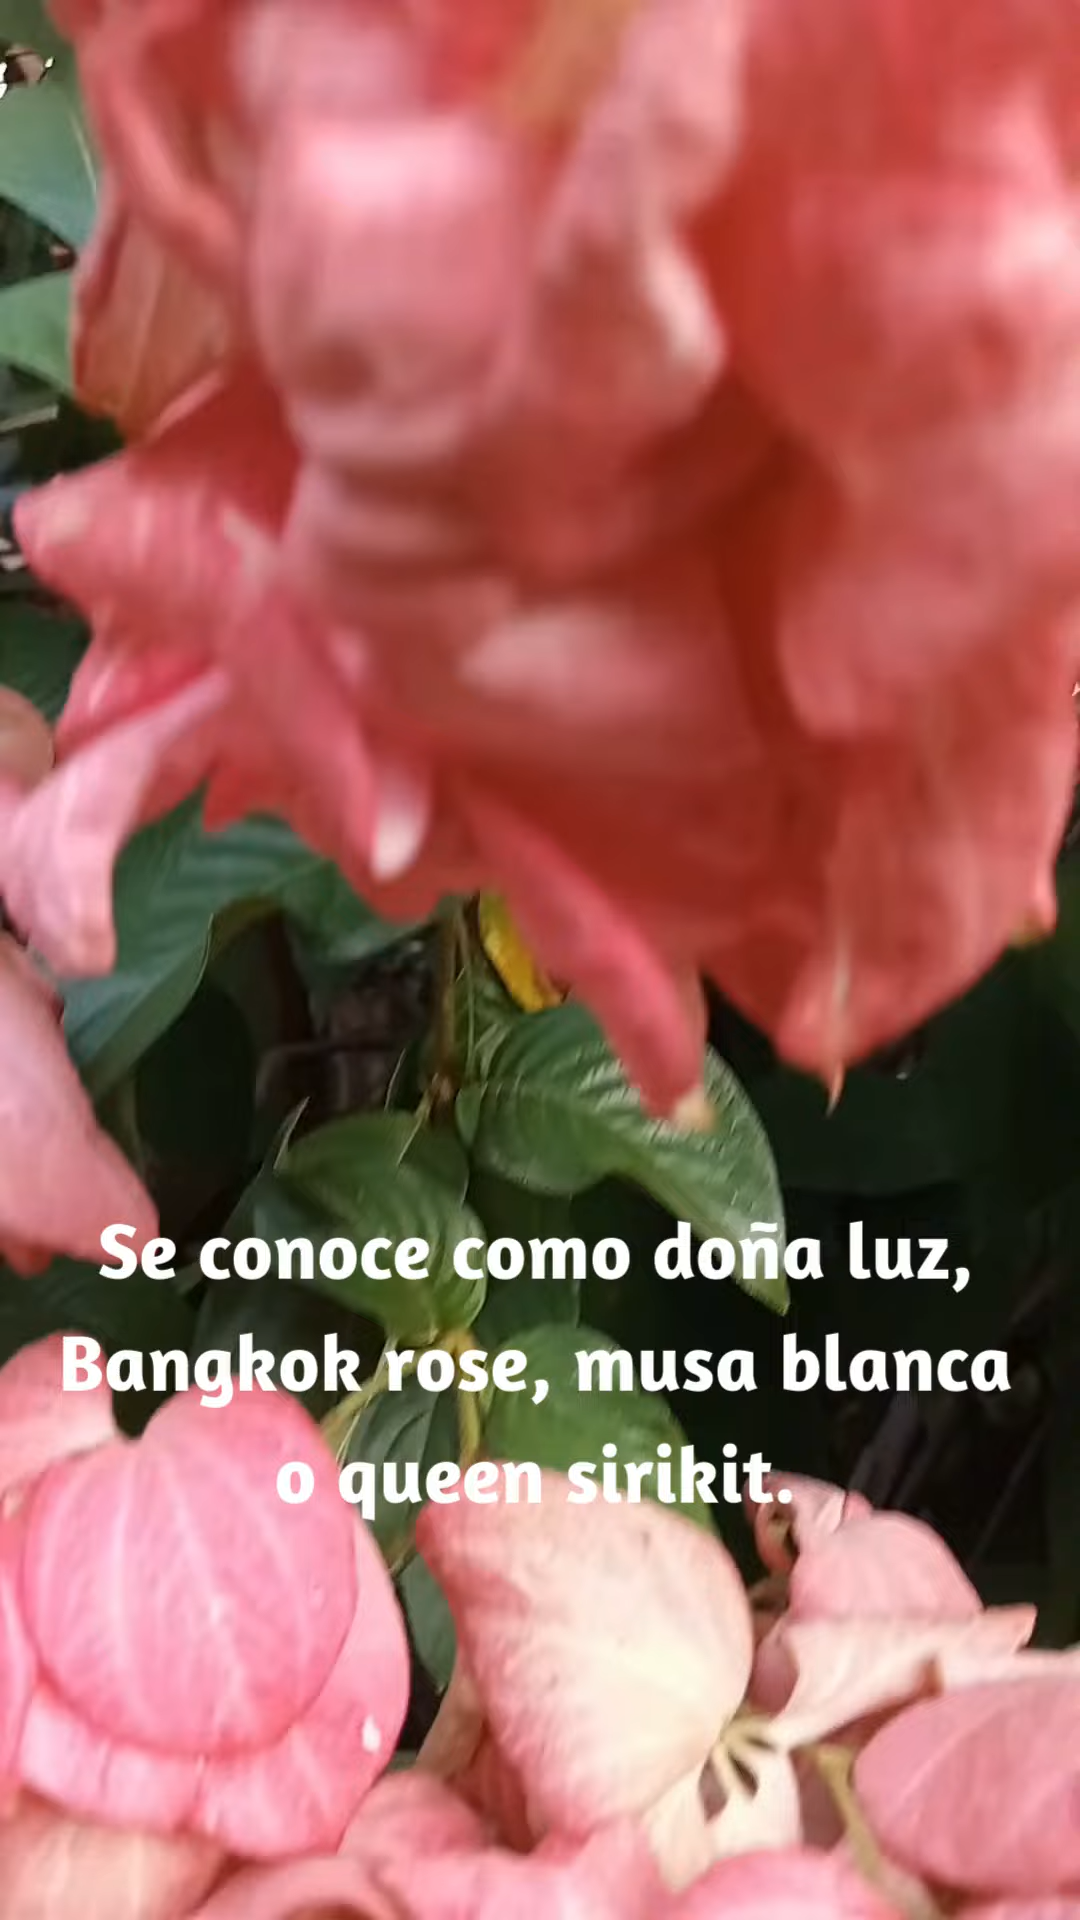 Se conoce como doña luz,
Bangkok rose, musa blanca
o queen sirikit.